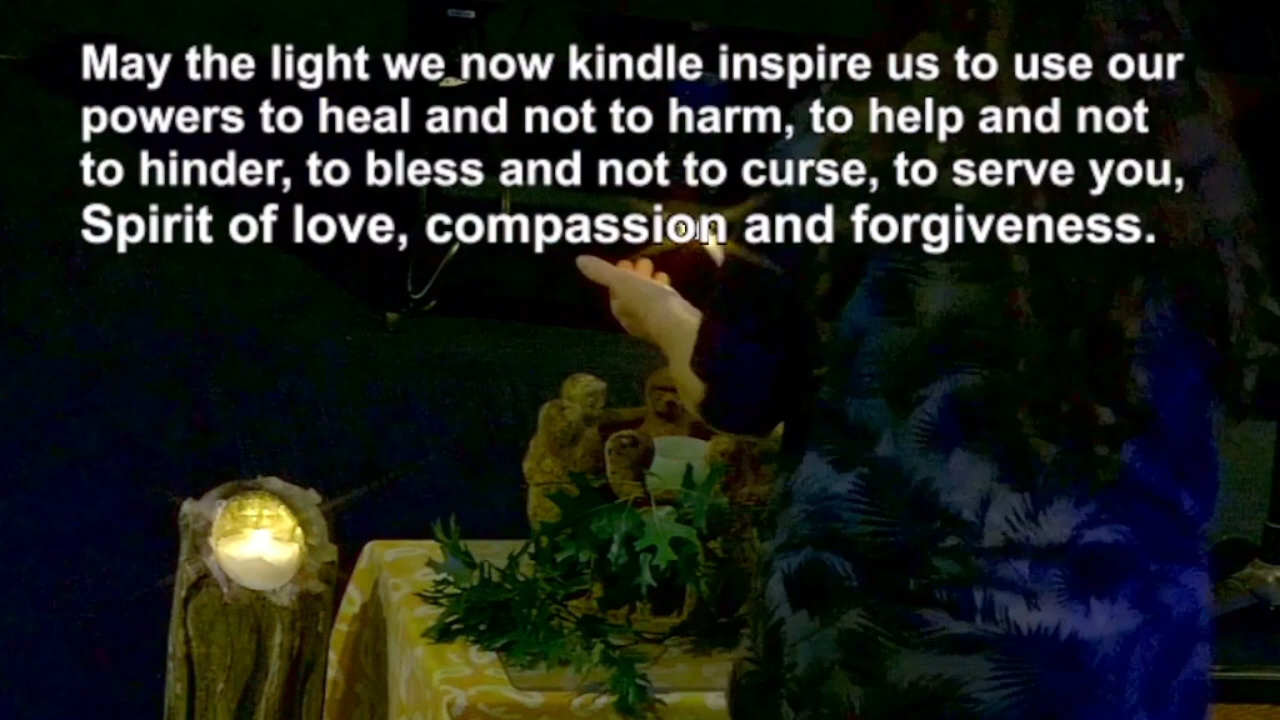 May the light we now kindle inspire us to use our
powers to heal and not to harm, to help and not
to hinder, to bless and not to curse, to serve you,
Spirit of love, compassion and forgiveness.